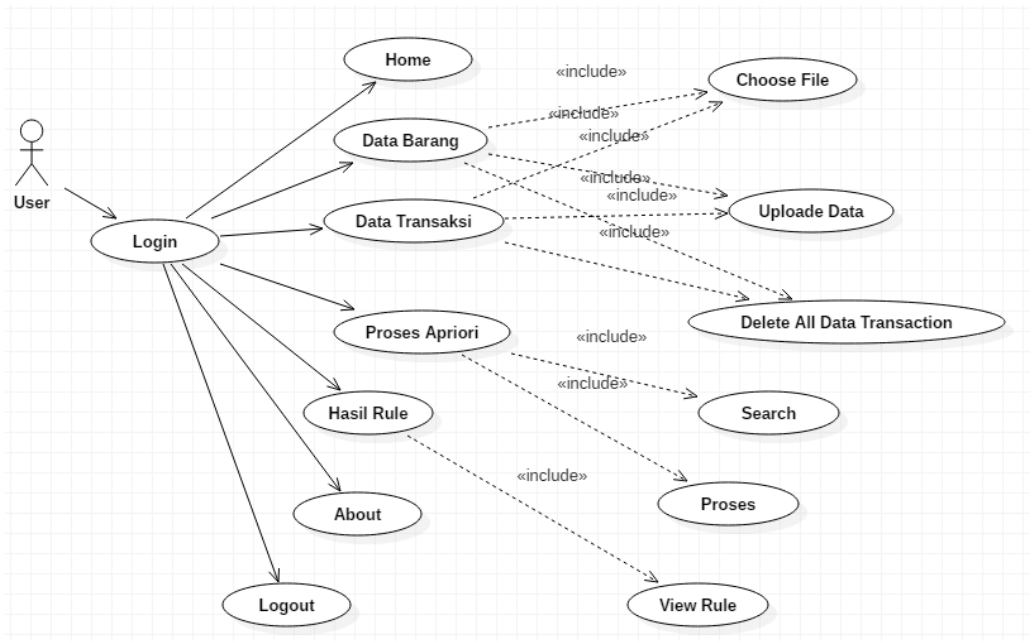 Home
«include»
Choose File
«include»
Data Barang
«include»
User
«include»
«include»
Data Transaksi
Uploade Data
Login
«include»
Proses Apriori
Delete All Data Transaction
«include»
«include»
Hasil Rule
Search
«include»
About
Proses
Logout
View Rule